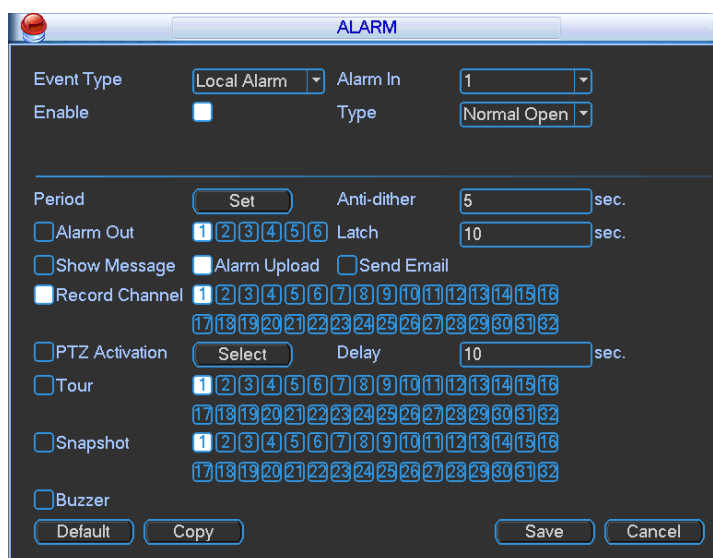 ALARM
Event Type Local Alarm Alarm In 1
Enable Type Normal Open
Period Set Anti-dither 5 sec.
Alarm Out 1 2 3 4 5 6 Latch 10 sec.
Show Message Alarm Upload Send Email
Record Channel 1 2 3 4 5 6 7 8 9 10 11 12 13 14 15 16
17 18 19 20 21 22 23 24 25 26 27 28 29 30 31 32
PTZ Activation Select Delay 10 sec.
Tour 1 2 3 4 5 6 7 8 9 10 11 12 13 14 15 16
17 18 19 20 21 22 23 24 25 26 27 28 29 30 31 32
Snapshot 1 2 3 4 5 6 7 8 9 10 11 12 13 14 15 16
17 18 19 20 21 22 23 24 25 26 27 28 29 30 31 32
Buzzer
Default Copy Save Cancel